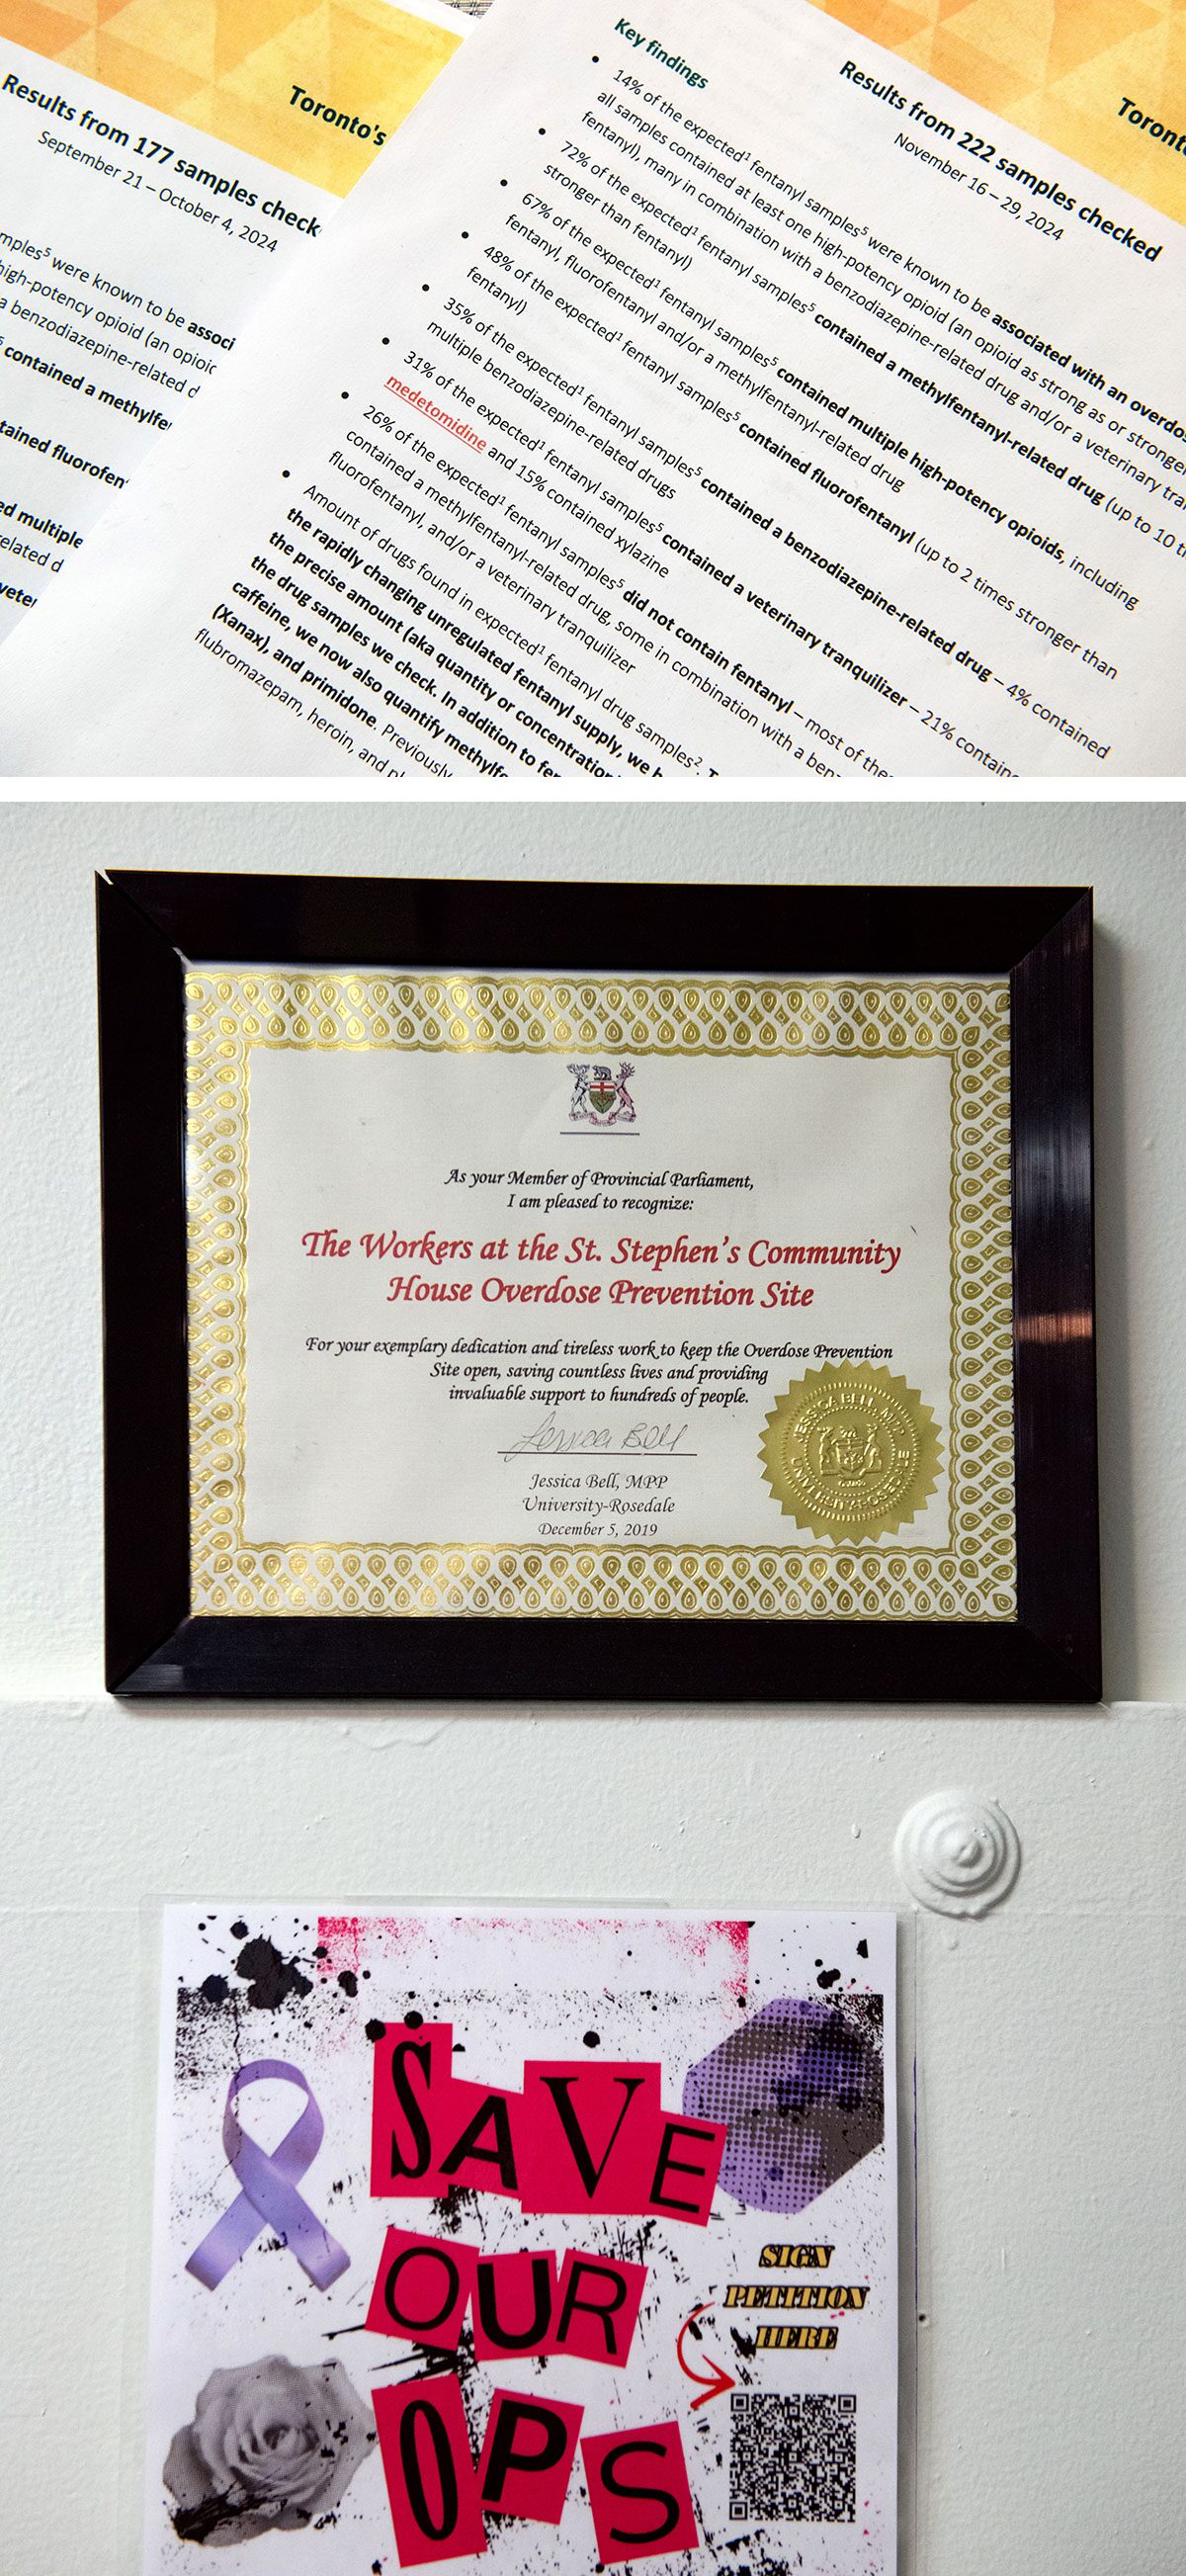 Toronto's
Results from 177 samples check
September 21 – October 4, 2024
mples⁵ were known to be associ
high-potency opioid (an opioi
a benzodiazepine-related d
contained a methylfe
tained fluorofen
ed multiple
related d
veter
Toronto
Results from 222 samples checked
November 16 – 29, 2024
Key findings
• 14% of the expected¹ fentanyl samples⁵ were known to be associated with an overdos
all samples contained at least one high-potency opioid (an opioid as strong as or stronger
fentanyl), many in combination with a benzodiazepine-related drug and/or a veterinary tra
• 72% of the expected¹ fentanyl samples⁵ contained a methylfentanyl-related drug (up to 10 t
stronger than fentanyl)
• 67% of the expected¹ fentanyl samples⁵ contained multiple high-potency opioids, including
fentanyl, fluorofentanyl and/or a methylfentanyl-related drug
• 48% of the expected¹ fentanyl samples⁵ contained fluorofentanyl (up to 2 times stronger than
fentanyl)
• 35% of the expected¹ fentanyl samples⁵ contained a benzodiazepine-related drug – 4% contained
multiple benzodiazepine-related drugs
• 31% of the expected¹ fentanyl samples⁵ contained a veterinary tranquilizer – 21% containe
medetomidine and 15% contained xylazine
• 26% of the expected¹ fentanyl samples⁵ did not contain fentanyl – most of the
contained a methylfentanyl-related drug, some in combination with a ben
fluorofentanyl, and/or a veterinary tranquilizer
• Amount of drugs found in expected¹ fentanyl drug samples². T
the rapidly changing unregulated fentanyl supply, we h
the precise amount (aka quantity or concentration
the drug samples we check. In addition to fe
caffeine, we now also quantify methylf
(Xanax), and primidone. Previously
flubromazepam, heroin, and p
As your Member of Provincial Parliament,
I am pleased to recognize:
The Workers at the St. Stephen's Community
House Overdose Prevention Site
For your exemplary dedication and tireless work to keep the Overdose Prevention
Site open, saving countless lives and providing
invaluable support to hundreds of people.
Jessica Bell
Jessica Bell, MPP
University-Rosedale
December 5, 2019
JESSICA BELL, MPP
UNIVERSITY-ROSEDALE
SAVE
OUR
OPS
SIGN
PETITION
HERE